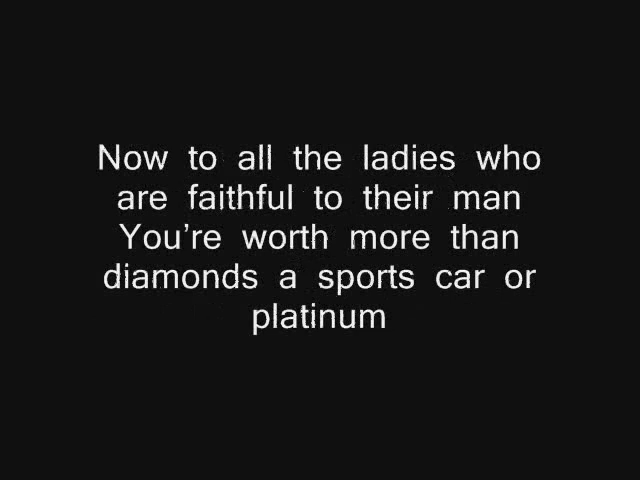 Now to all the ladies who
are faithful to their man
You're worth more than
diamonds a sports car or
platinum